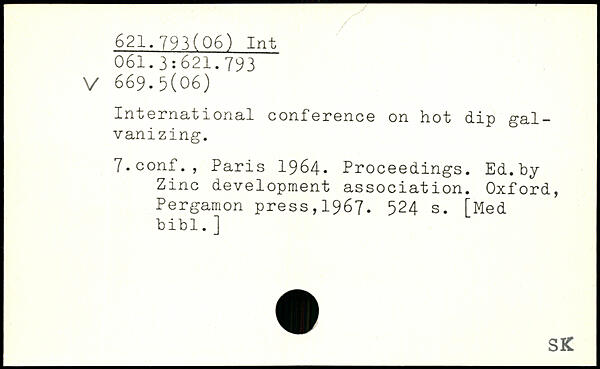 621.793(06) Int
061.3:621.793
√ 669.5(06)
International conference on hot dip gal-
vanizing.
7.conf., Paris 1964. Proceedings. Ed.by
Zinc development association. Oxford,
Pergamon press,1967. 524 s. [Med
bibl.]
SK